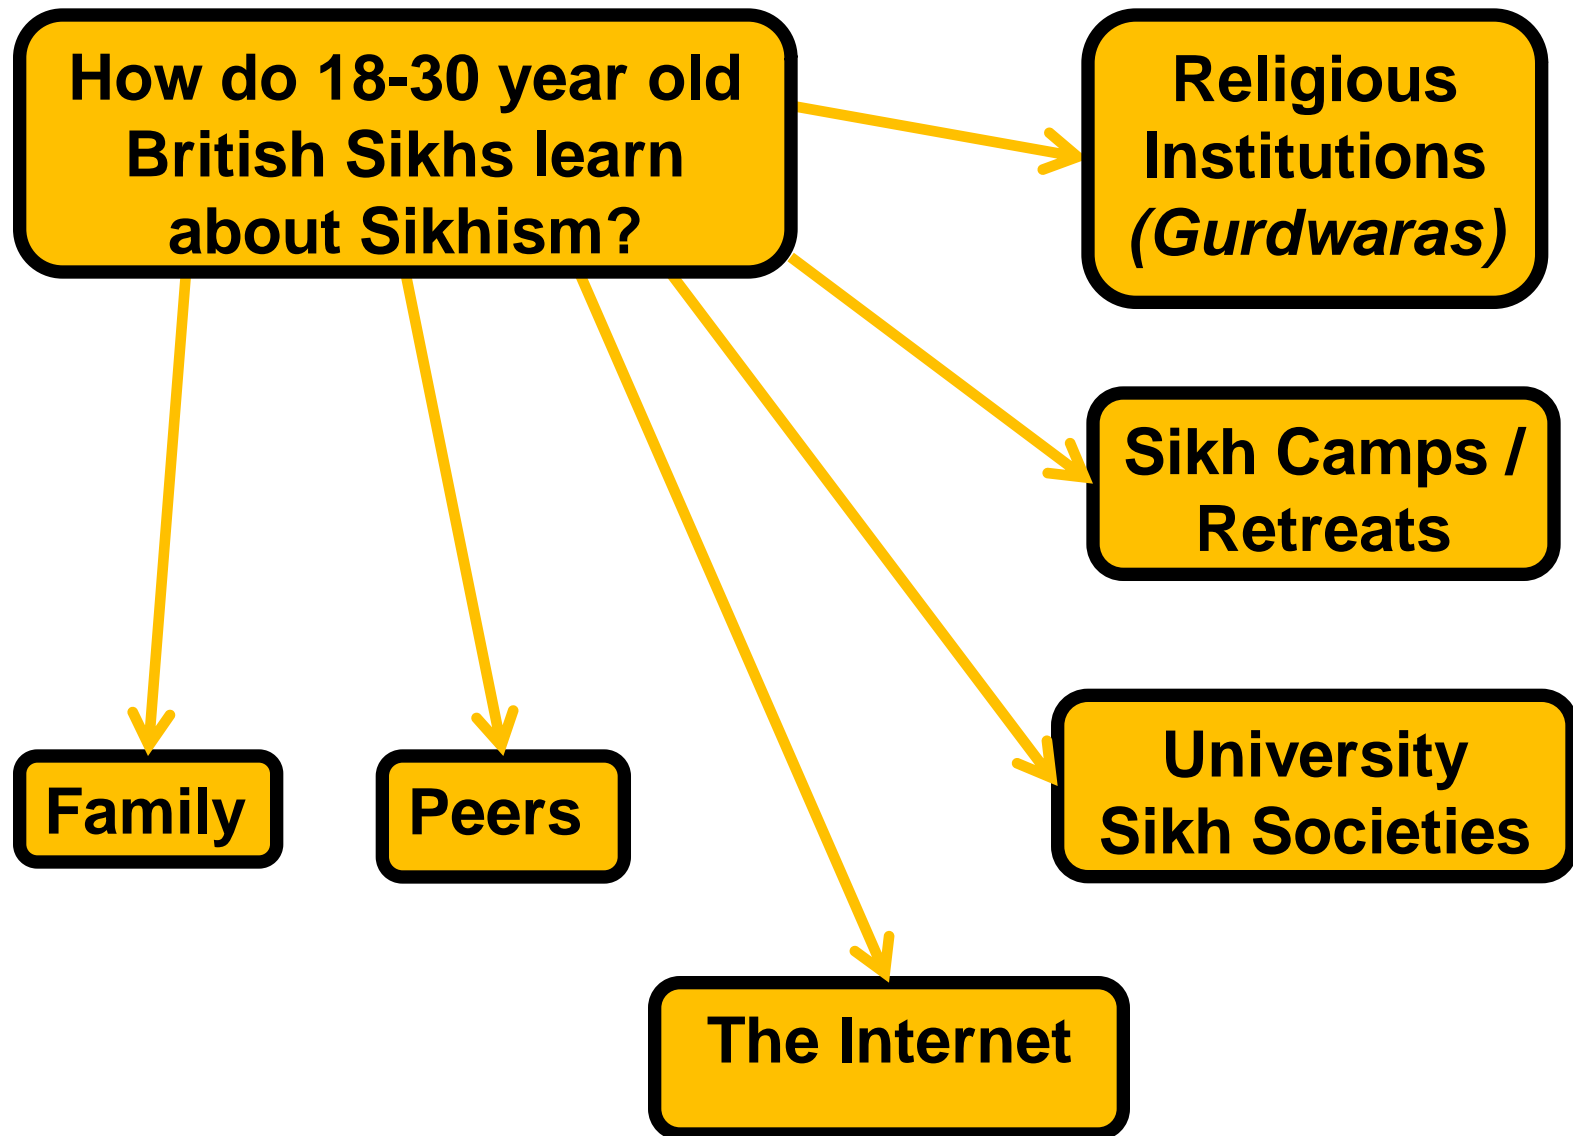 How do 18-30 year old
British Sikhs learn
about Sikhism?
Religious
Institutions
(Gurdwaras)
Sikh Camps /
Retreats
University
Sikh Societies
Family
Peers
The Internet